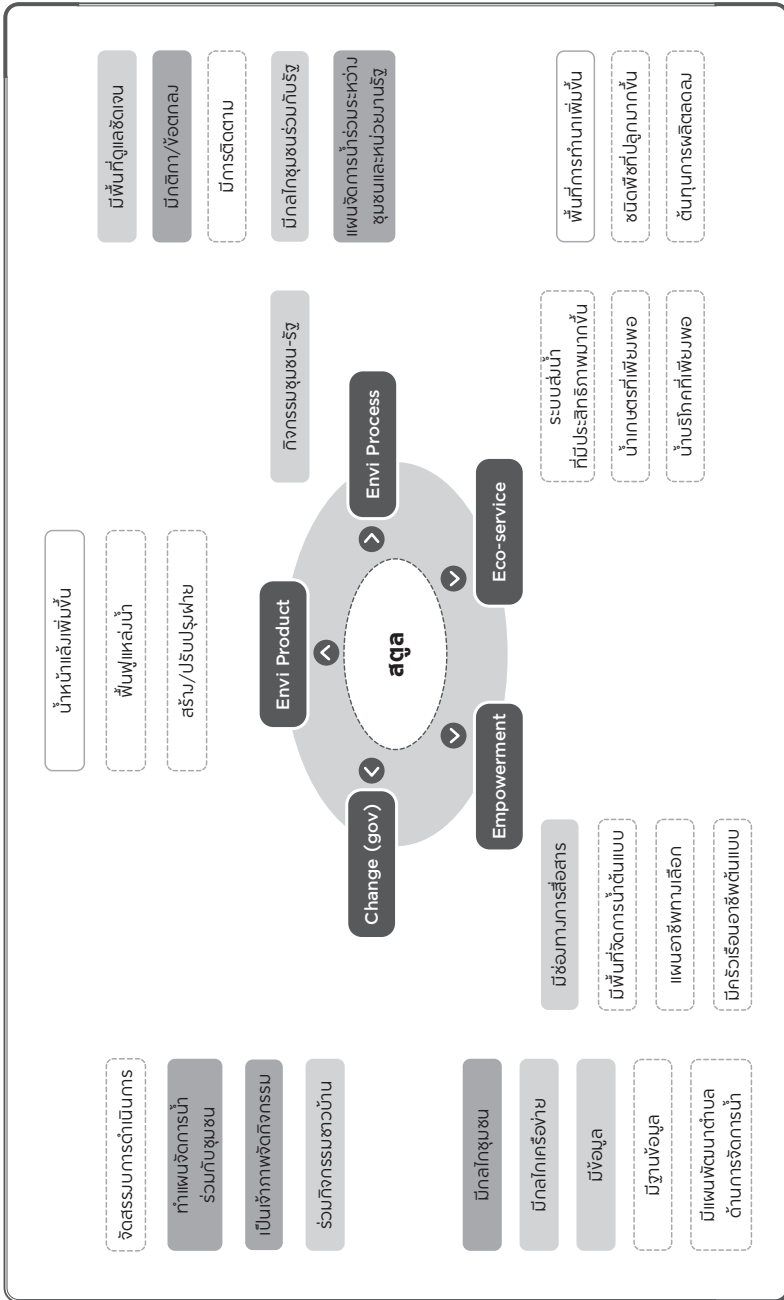 น้ำหน้าแล้งเพิ่มขึ้น
ฟื้นฟูแหล่งน้ำ
สร้าง/ปรับปรุงฝาย
จัดสรรงบการดำเนินการ
ทำแผนจัดการน้ำ
ร่วมกับชุมชน
เป็นเจ้าภาพจัดกิจกรรม
ร่วมกิจกรรมชาวบ้าน
มีพื้นที่ดูแลชัดเจน
มีกติกา/ข้อตกลง
มีการติดตาม
มีกลไกชุมชนร่วมกับรัฐ
แผนจัดการน้ำร่วมระหว่าง
ชุมชนและหน่วยงานรัฐ
กิจกรรมชุมชน-รัฐ
Envi Product
Change (gov)
Envi Process
สตูล
Empowerment
Eco-service
มีกลไกชุมชน
มีกลไกเครือข่าย
มีข้อมูล
มีฐานข้อมูล
มีแผนพัฒนาตำบล
ด้านการจัดการน้ำ
มีช่องทางการสื่อสาร
มีพื้นที่จัดการน้ำต้นแบบ
แผนอาชีพทางเลือก
มีครัวเรือนอาชีพต้นแบบ
ระบบส่งน้ำ
ที่มีประสิทธิภาพมากขึ้น
น้ำเกษตรที่เพียงพอ
น้ำบริโภคที่เพียงพอ
พื้นที่การทำนาเพิ่มขึ้น
ชนิดพืชที่ปลูกมากขึ้น
ต้นทุนการผลิตลดลง